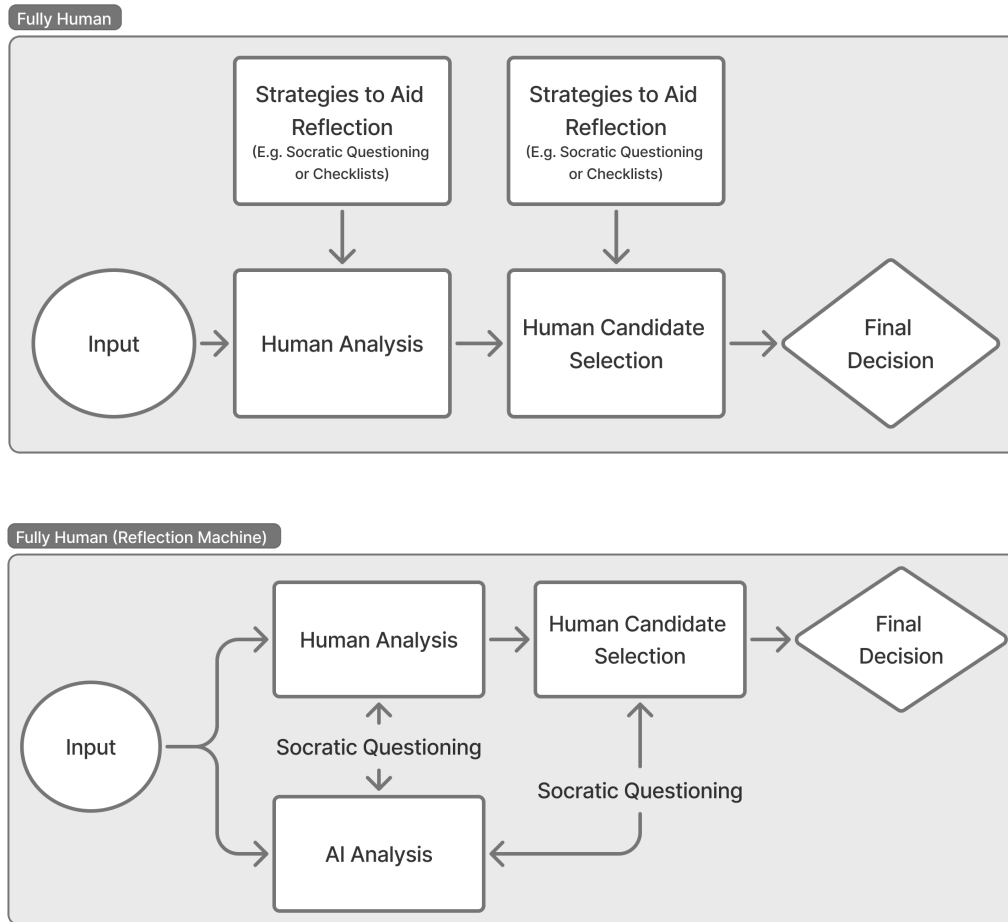 Fully Human
Strategies to Aid
Reflection
(E.g. Socratic Questioning
or Checklists)
Strategies to Aid
Reflection
(E.g. Socratic Questioning
or Checklists)
Input
Human Analysis
Human Candidate
Selection
Final
Decision
Fully Human (Reflection Machine)
Human Analysis
Human Candidate
Selection
Final
Decision
Input
Socratic Questioning
Socratic Questioning
AI Analysis